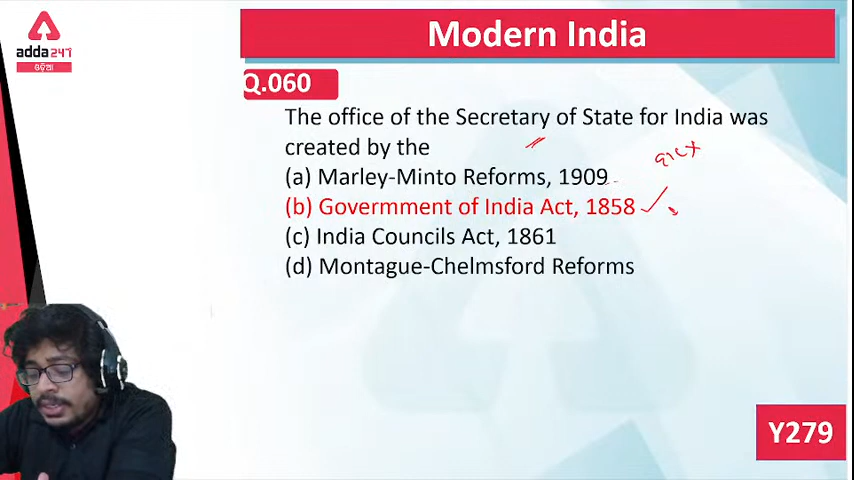 adda247
ଓଡ଼ିଆ
Modern India
Q.060
The office of the Secretary of State for India was
created by the
(a) Marley-Minto Reforms, 1909
(b) Govermment of India Act, 1858
(c) India Councils Act, 1861
(d) Montague-Chelmsford Reforms
Y279